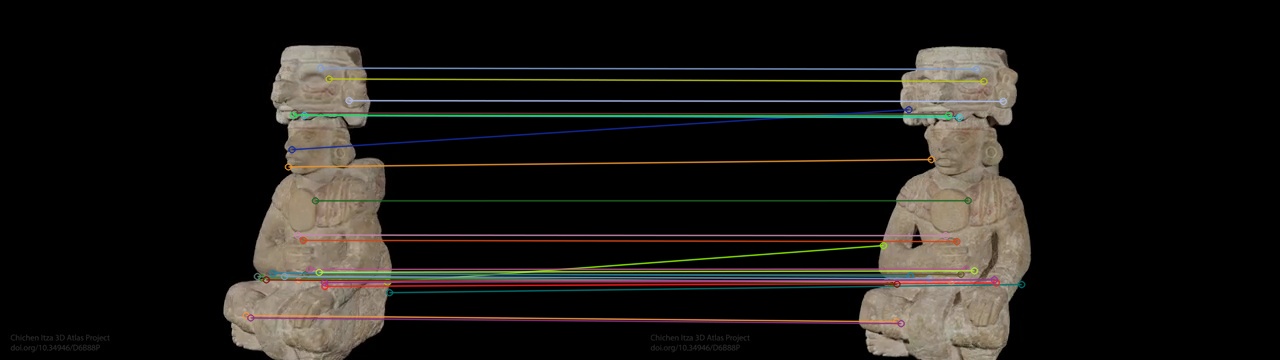 Chichen Itza 3D Atlas Project
doi.org/10.34946/D6B88P
Chichen Itza 3D Atlas Project
doi.org/10.34946/D6B88P